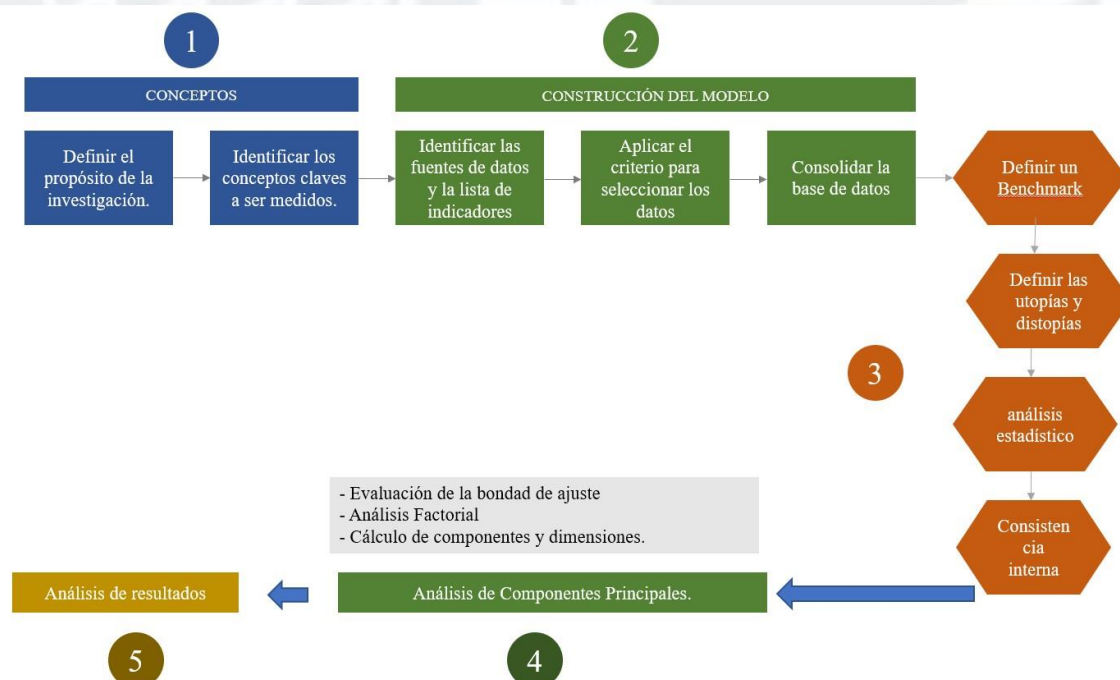 1
2
CONCEPTOS
CONSTRUCCIÓN DEL MODELO
Definir el
propósito de la
investigación.
Identificar los
conceptos claves
a ser medidos.
Identificar las
fuentes de datos
y la lista de
indicadores
Aplicar el
criterio para
seleccionar los
datos
Consolidar la
base de datos
Definir un
Benchmark
Definir las
utopías y
distopías
3
análisis
estadístico
Consisten
cia
interna
- Evaluación de la bondad de ajuste
- Análisis Factorial
- Cálculo de componentes y dimensiones.
Análisis de Componentes Principales.
Análisis de resultados
4
5